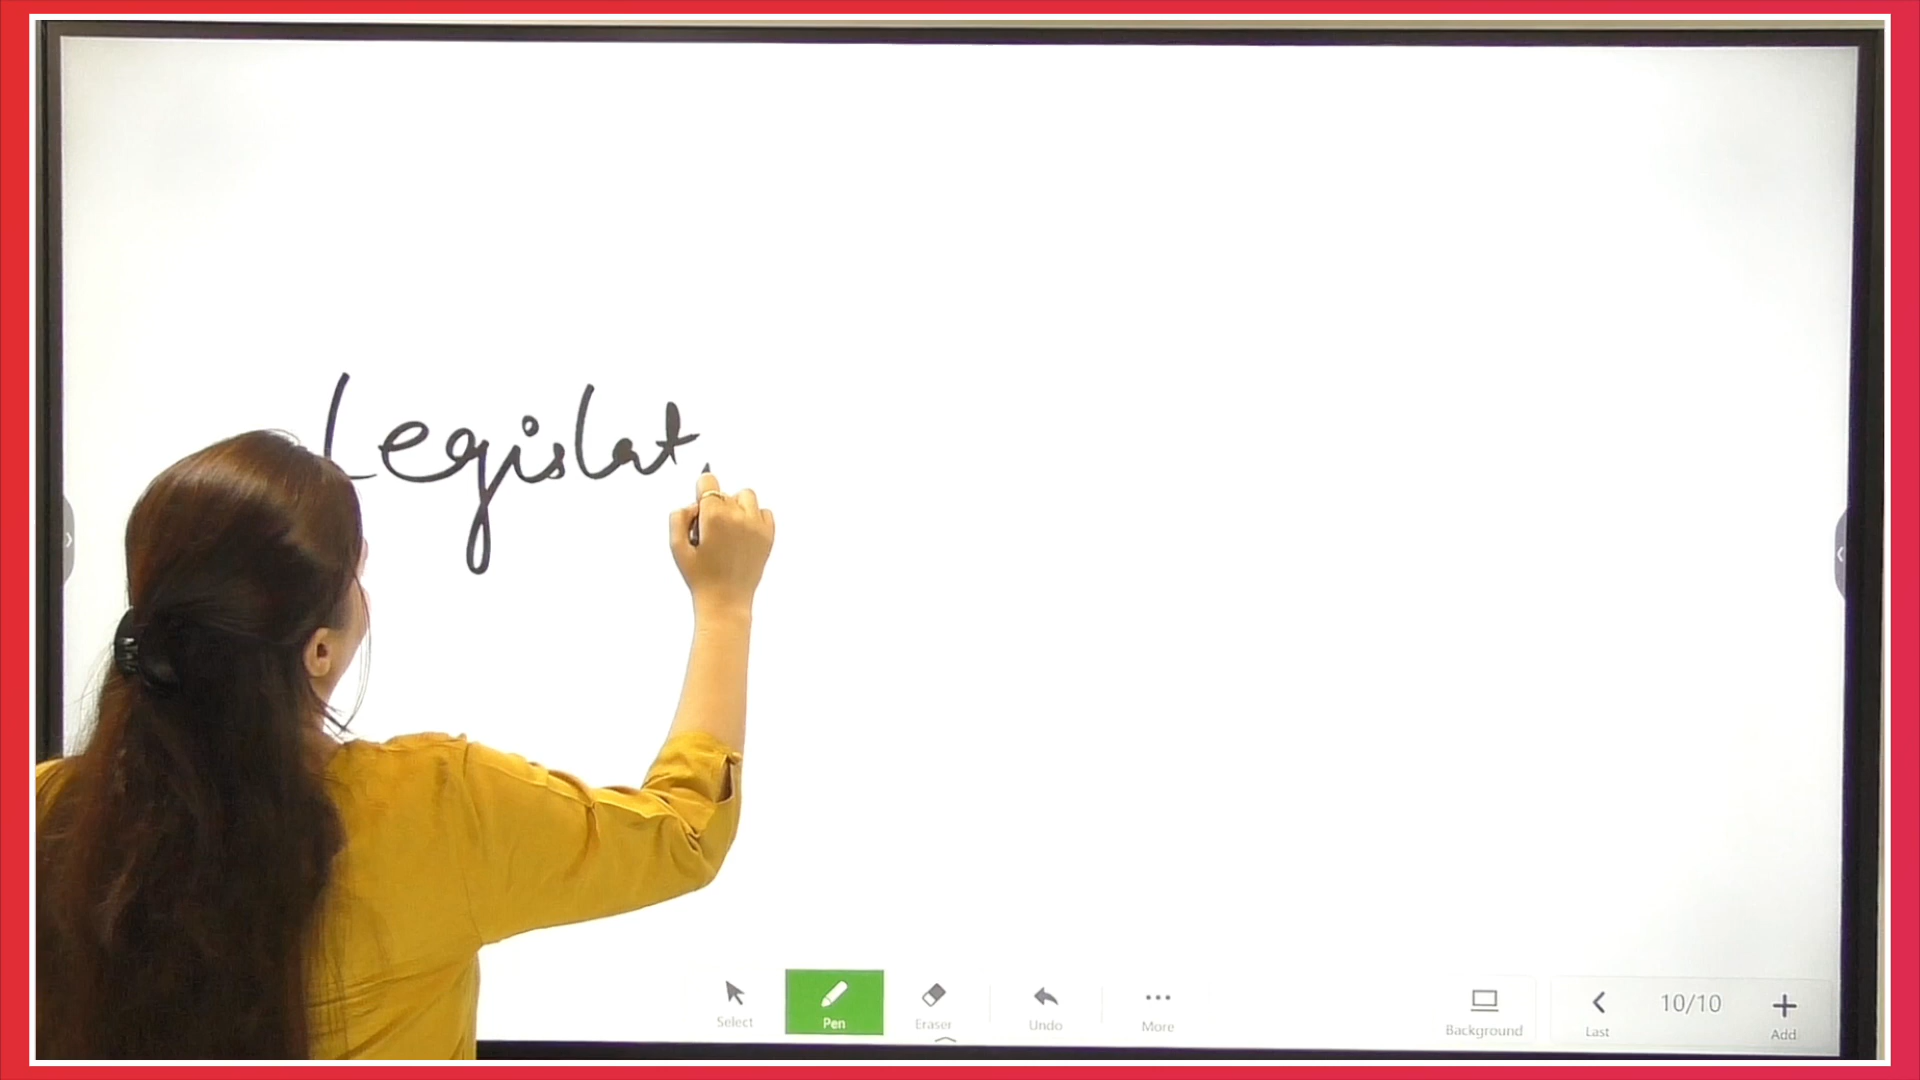 Legislat
Select
Pen
Eraser
Undo
More
Background
Last
10/10
Add